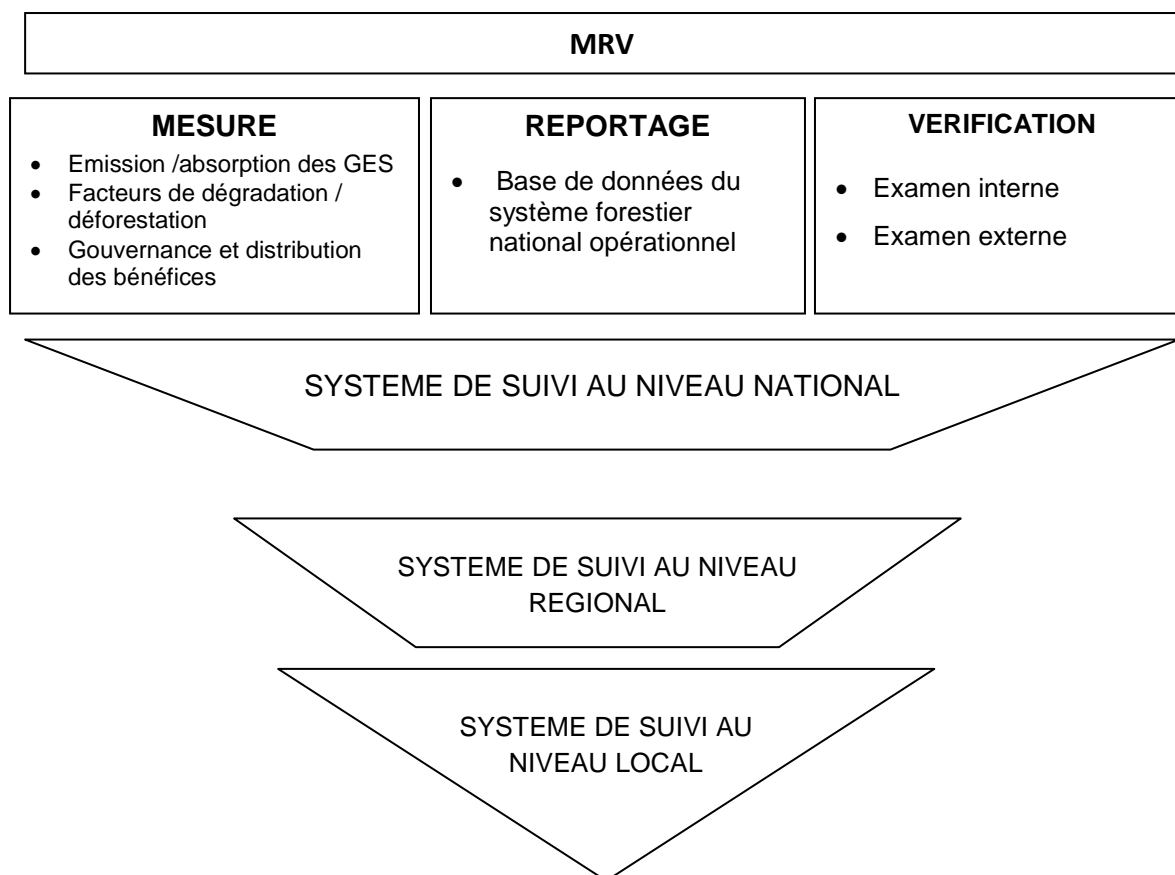 MRV
MESURE
• Emission /absorption des GES
• Facteurs de dégradation /
déforestation
• Gouvernance et distribution
des bénéfices
REPORTAGE
• Base de données du
système forestier
national opérationnel
VERIFICATION
• Examen interne
• Examen externe
SYSTEME DE SUIVI AU NIVEAU NATIONAL
SYSTEME DE SUIVI AU NIVEAU
REGIONAL
SYSTEME DE SUIVI AU
NIVEAU LOCAL